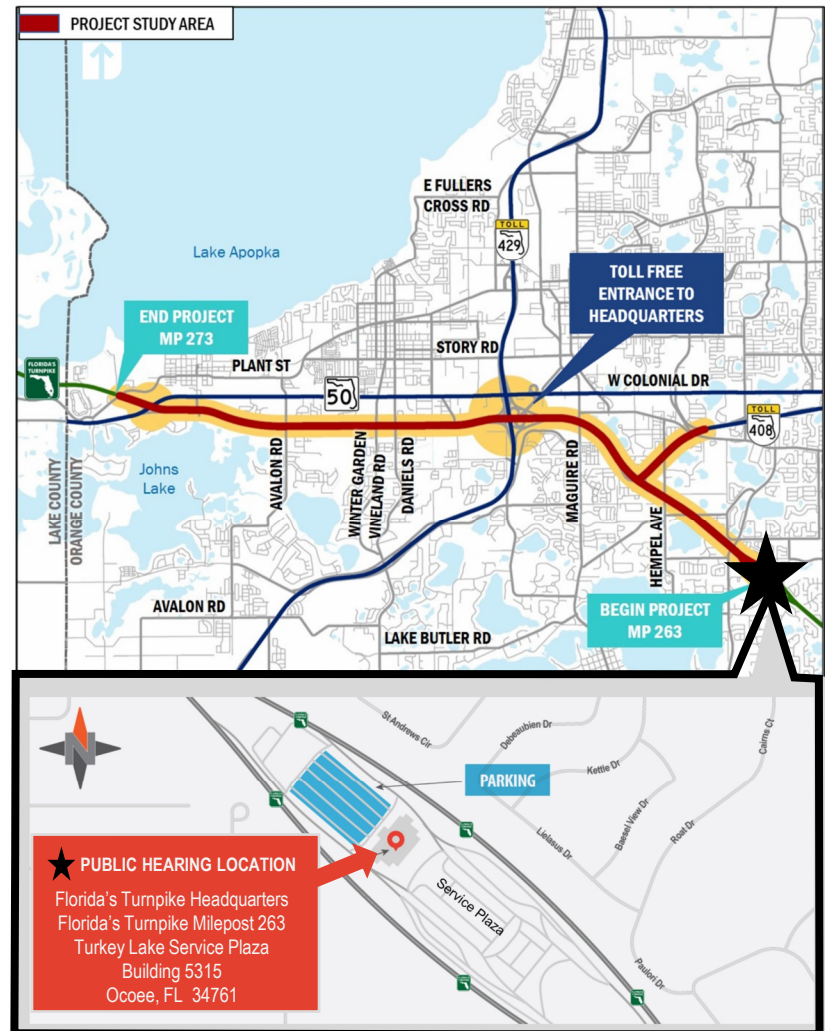 PROJECT STUDY AREA
E FULLERS
CROSS RD
TOLL
429
Lake Apopka
TOLL FREE
ENTRANCE TO
HEADQUARTERS
END PROJECT
MP 273
STORY RD
PLANT ST
FLORIDA'S
TURNPIKE
W COLONIAL DR
50
TOLL
408
Johns
Lake
AVALON RD
WINTER GARDEN
VINELAND RD
DANIELS RD
MAGUIRE RD
HEMPEL AVE
LAKE COUNTY
ORANGE COUNTY
AVALON RD
LAKE BUTLER RD
BEGIN PROJECT
MP 263
N
St Andrews Cir
Debeaubien Dr
Kettle Dr
Cairns Ct
PARKING
Lielasus Dr
Baesel View Dr
Roat Dr
Service Plaza
Paulori Dr
PUBLIC HEARING LOCATION
Florida's Turnpike Headquarters
Florida's Turnpike Milepost 263
Turkey Lake Service Plaza
Building 5315
Ocoee, FL 34761